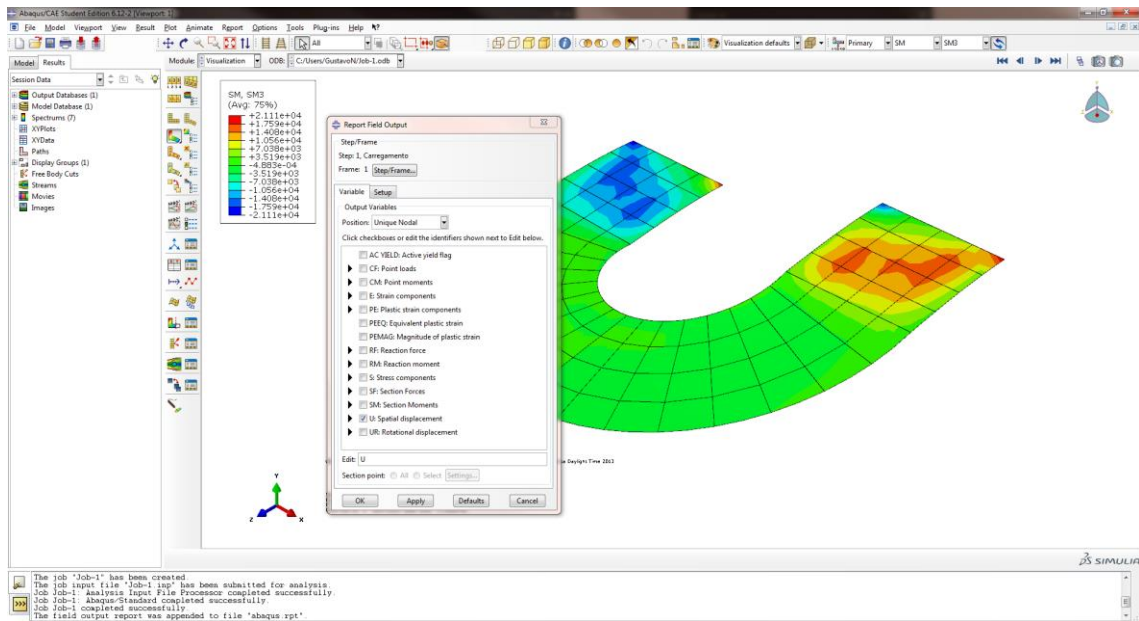 Abaqus/CAE Student Edition 6.12-2 [Viewport: 1]
File Model Viewport View Result Plot Animate Report Options Tools Plug-ins Help
All
Visualization defaults
Primary
SM
SM3
Model Results
Module: Visualization ODB: C:/Users/GustavoN/Job-1.odb
Session Data
Output Databases (1)
Model Database (1)
Spectrums (7)
XYPlots
XYData
Paths
Display Groups (1)
Free Body Cuts
Streams
Movies
Images
SM, SM3
(Avg: 75%)
+2.111e+04
+1.759e+04
+1.408e+04
+1.056e+04
+7.038e+03
+3.519e+03
-4.883e-04
-3.519e+03
-7.038e+03
-1.056e+04
-1.408e+04
-1.759e+04
-2.111e+04
Report Field Output
Step/Frame
Step: 1, Carregamento
Frame: 1 Step/Frame...
Variable Setup
Output Variables
Position: Unique Nodal
Click checkboxes or edit the identifiers shown next to Edit below.
AC YIELD: Active yield flag
CF: Point loads
CM: Point moments
E: Strain components
PE: Plastic strain components
PEEQ: Equivalent plastic strain
PEMAG: Magnitude of plastic strain
RF: Reaction force
RM: Reaction moment
S: Stress components
SF: Section Forces
SM: Section Moments
U: Spatial displacement
UR: Rotational displacement
Edit: U
Section point: All Select Settings...
OK Apply Defaults Cancel
Daylight Time 2013
Y
Z
X
SIMULIA
The job "Job-1" has been created.
The job input file "Job-1.inp" has been submitted for analysis.
Job Job-1: Analysis Input File Processor completed successfully.
Job Job-1: Abaqus/Standard completed successfully.
Job Job-1 completed successfully.
The field output report was appended to file "abaqus.rpt".